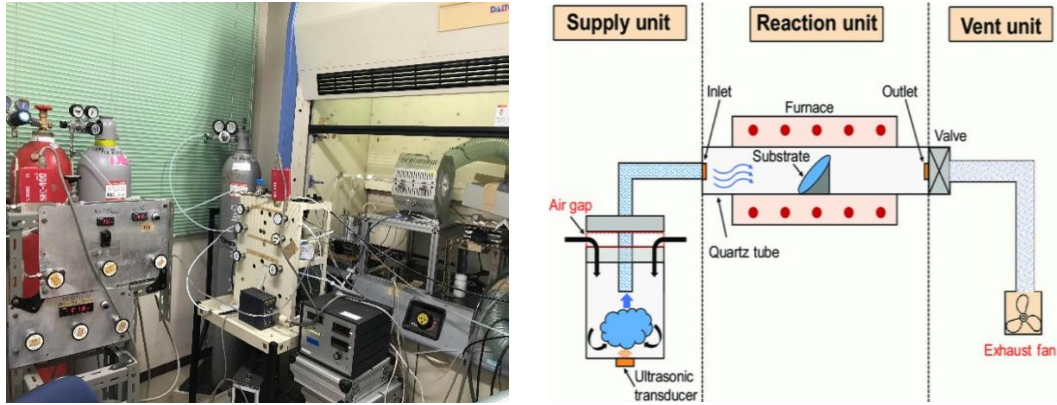 Supply unit
Reaction unit
Vent unit
Inlet
Furnace
Outlet
Valve
Substrate
Air gap
Quartz tube
Ultrasonic
transducer
Exhaust fan